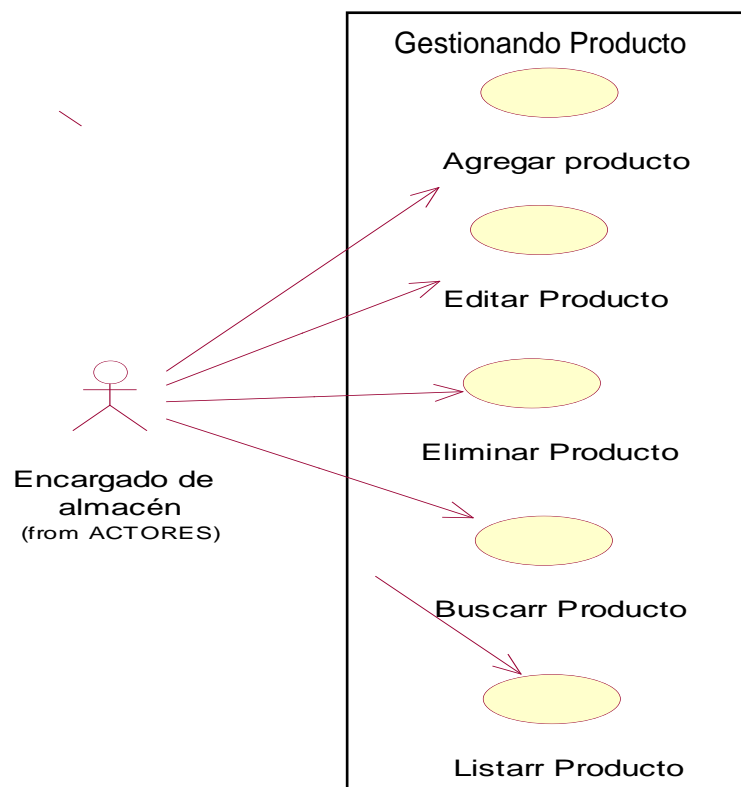 Gestionando Producto
Agregar producto
Editar Producto
Eliminar Producto
Encargado de
almacén
(from ACTORES)
Buscarr Producto
Listarr Producto